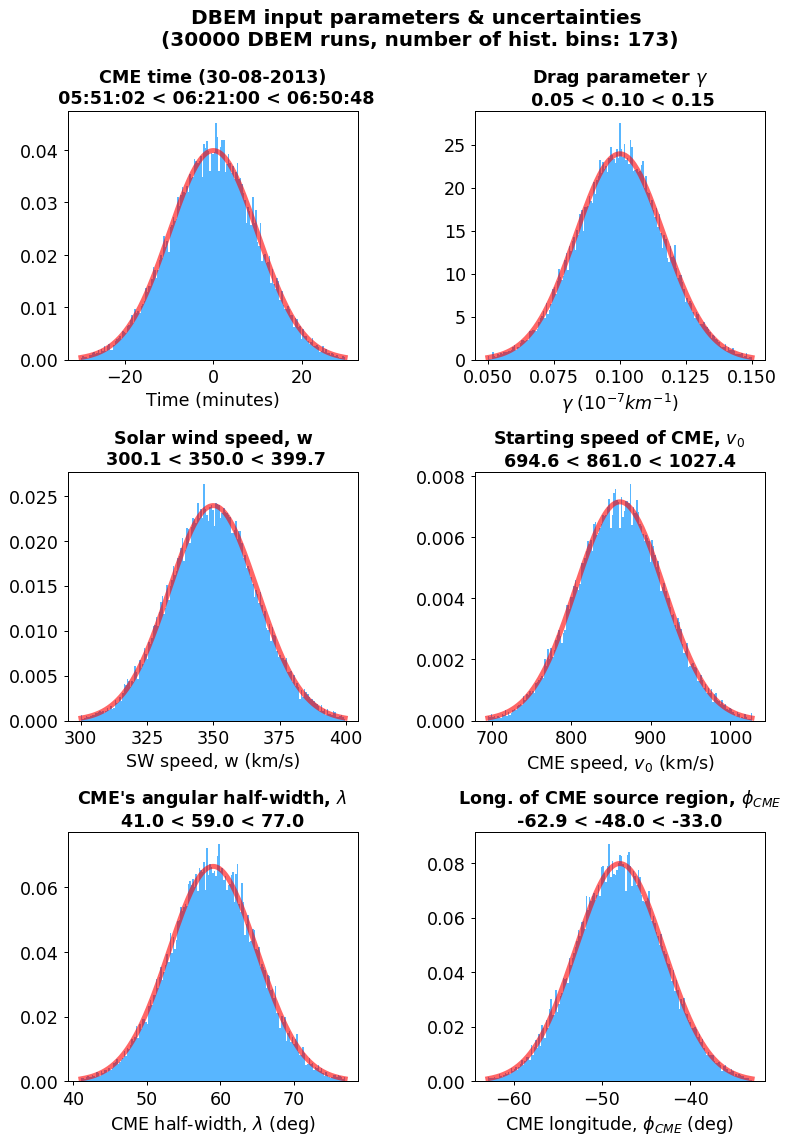 DBEM input parameters & uncertainties
(30000 DBEM runs, number of hist. bins: 173)
CME time (30-08-2013)
05:51:02 < 06:21:00 < 06:50:48
0.04
0.03
0.02
0.01
0.00
−20 0 20
Time (minutes)
Drag parameter γ
0.05 < 0.10 < 0.15
25
20
15
10
5
0
0.050 0.075 0.100 0.125 0.150
γ (10⁻⁷km⁻¹)
Solar wind speed, w
300.1 < 350.0 < 399.7
0.025
0.020
0.015
0.010
0.005
0.000
300 325 350 375 400
SW speed, w (km/s)
Starting speed of CME, v₀
694.6 < 861.0 < 1027.4
0.008
0.006
0.004
0.002
0.000
700 800 900 1000
CME speed, v₀ (km/s)
CME's angular half-width, λ
41.0 < 59.0 < 77.0
0.06
0.04
0.02
0.00
40 50 60 70
CME half-width, λ (deg)
Long. of CME source region, ϕ_CME
-62.9 < -48.0 < -33.0
0.08
0.06
0.04
0.02
0.00
−60 −50 −40
CME longitude, ϕ_CME (deg)